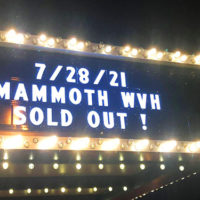 7/28/21
MAMMOTH WVH
SOLD OUT !